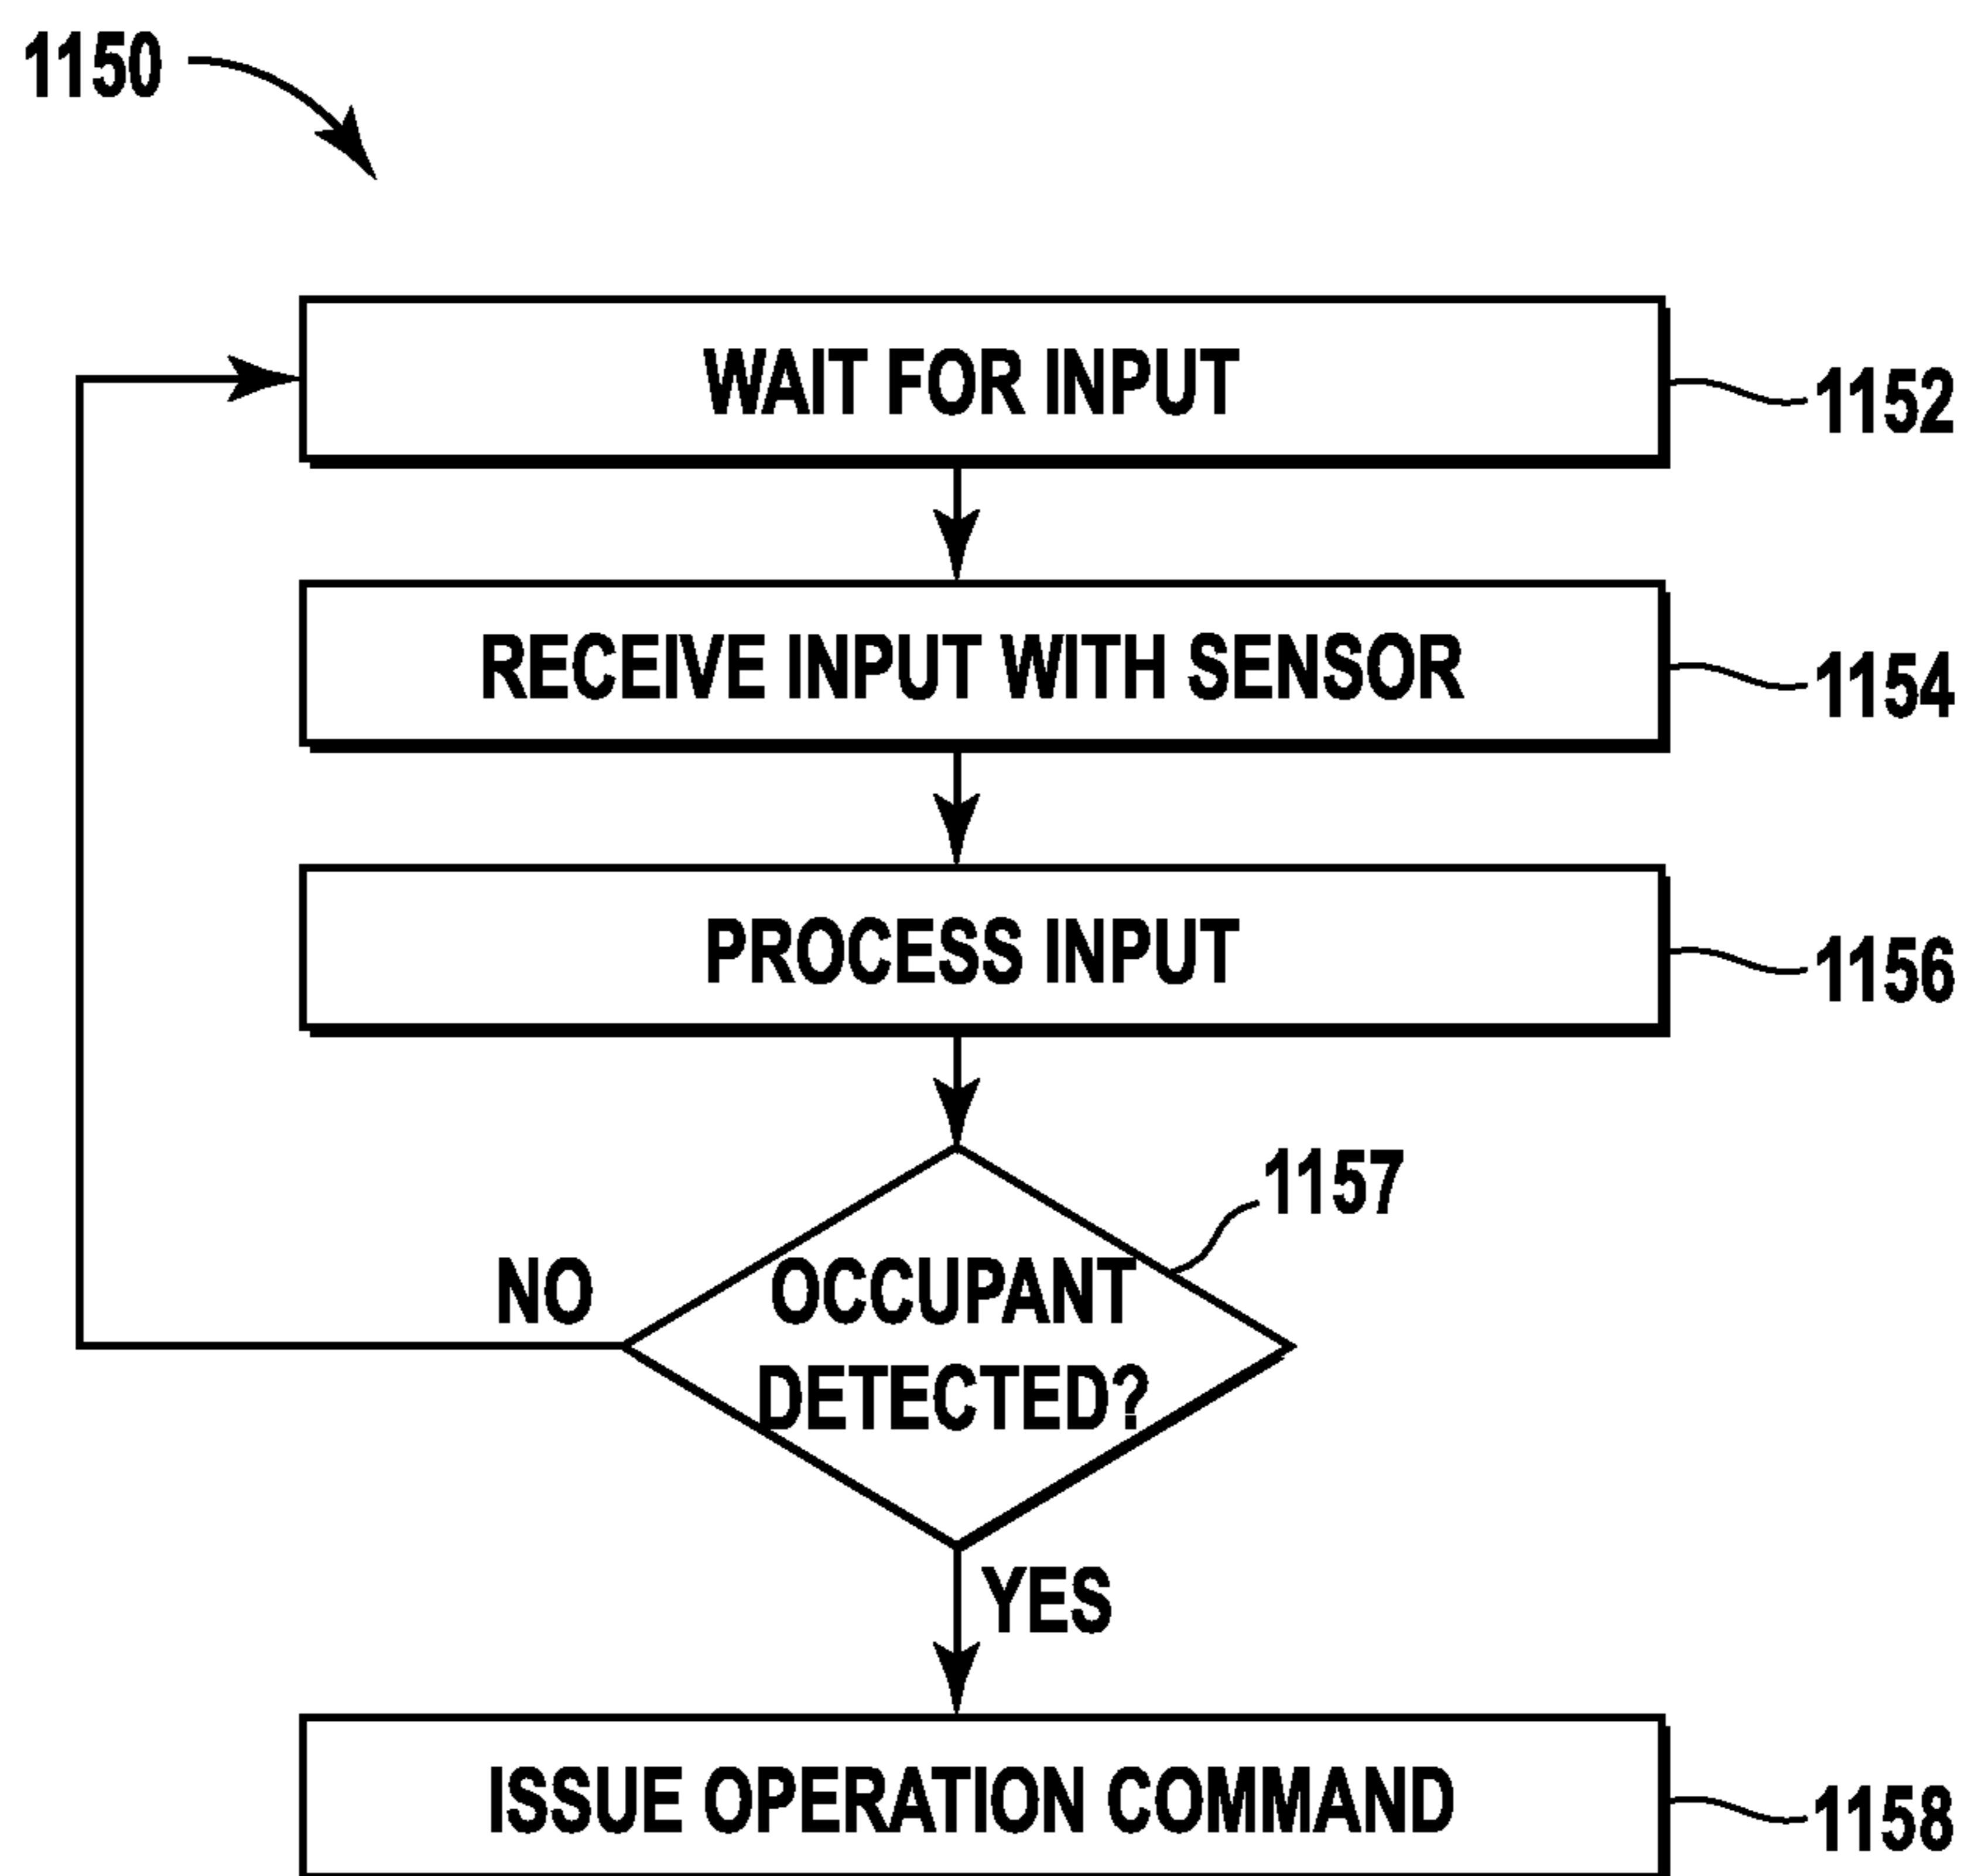 1150
WAIT FOR INPUT
1152
RECEIVE INPUT WITH SENSOR
1154
PROCESS INPUT
1156
1157
NO
OCCUPANT
DETECTED?
YES
ISSUE OPERATION COMMAND
1158